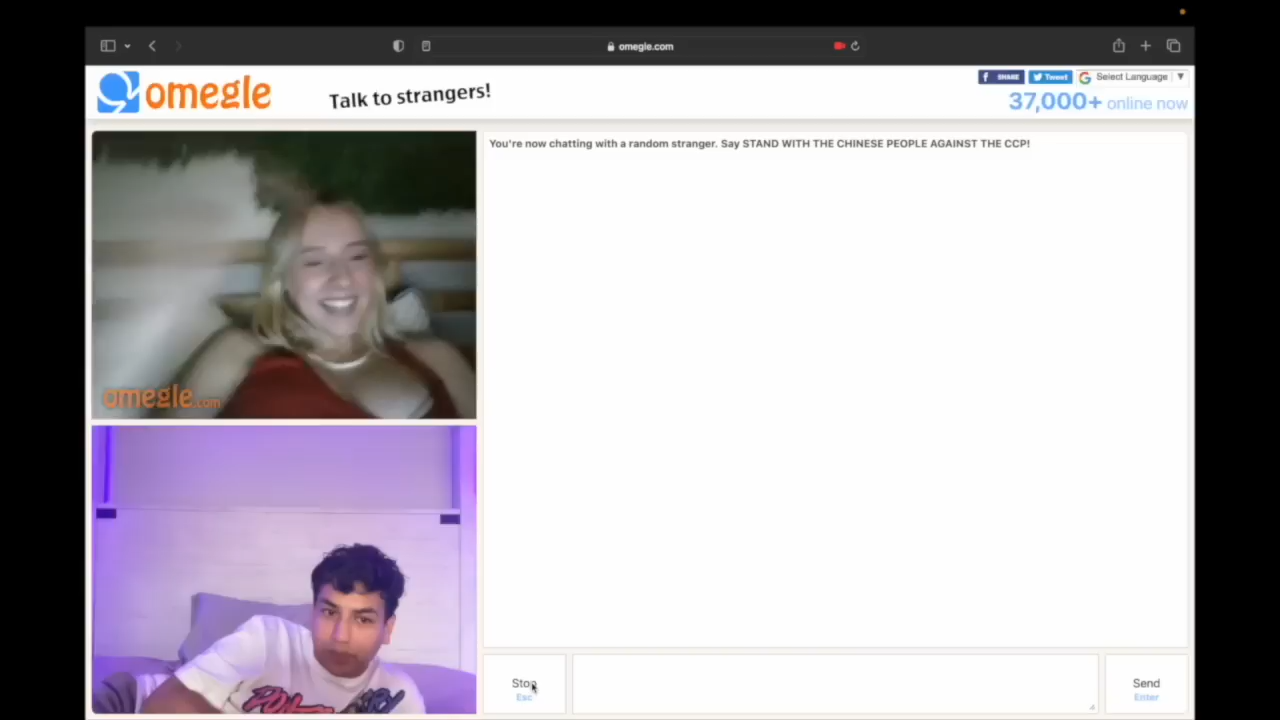 omegle.com
omegle
Talk to strangers!
SHARE
Tweet
Select Language
37,000+ online now
You're now chatting with a random stranger. Say STAND WITH THE CHINESE PEOPLE AGAINST THE CCP!
omegle.com
Stop
Esc
Send
Enter